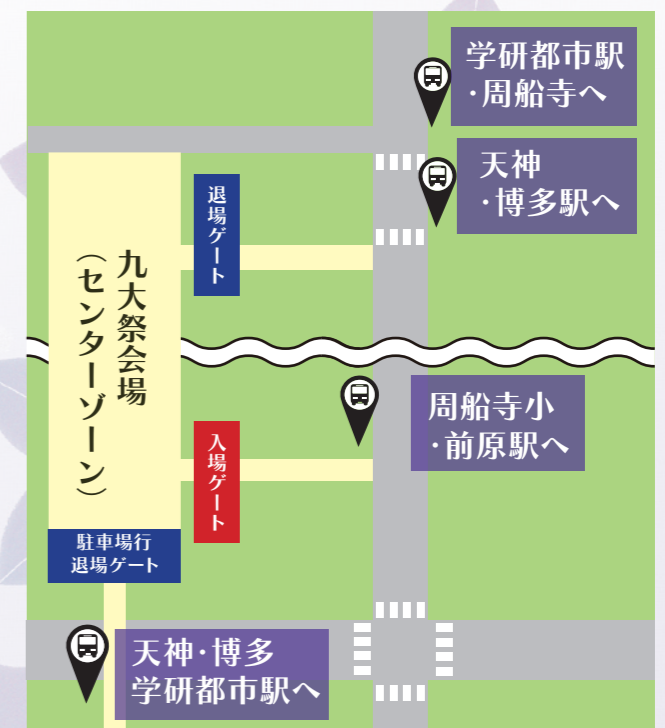 学研都市駅
・周船寺へ
天神
・博多駅へ
退場ゲート
九大祭会場
（センターゾーン）
周船寺小
・前原駅へ
入場ゲート
駐車場行
退場ゲート
天神・博多
学研都市駅へ